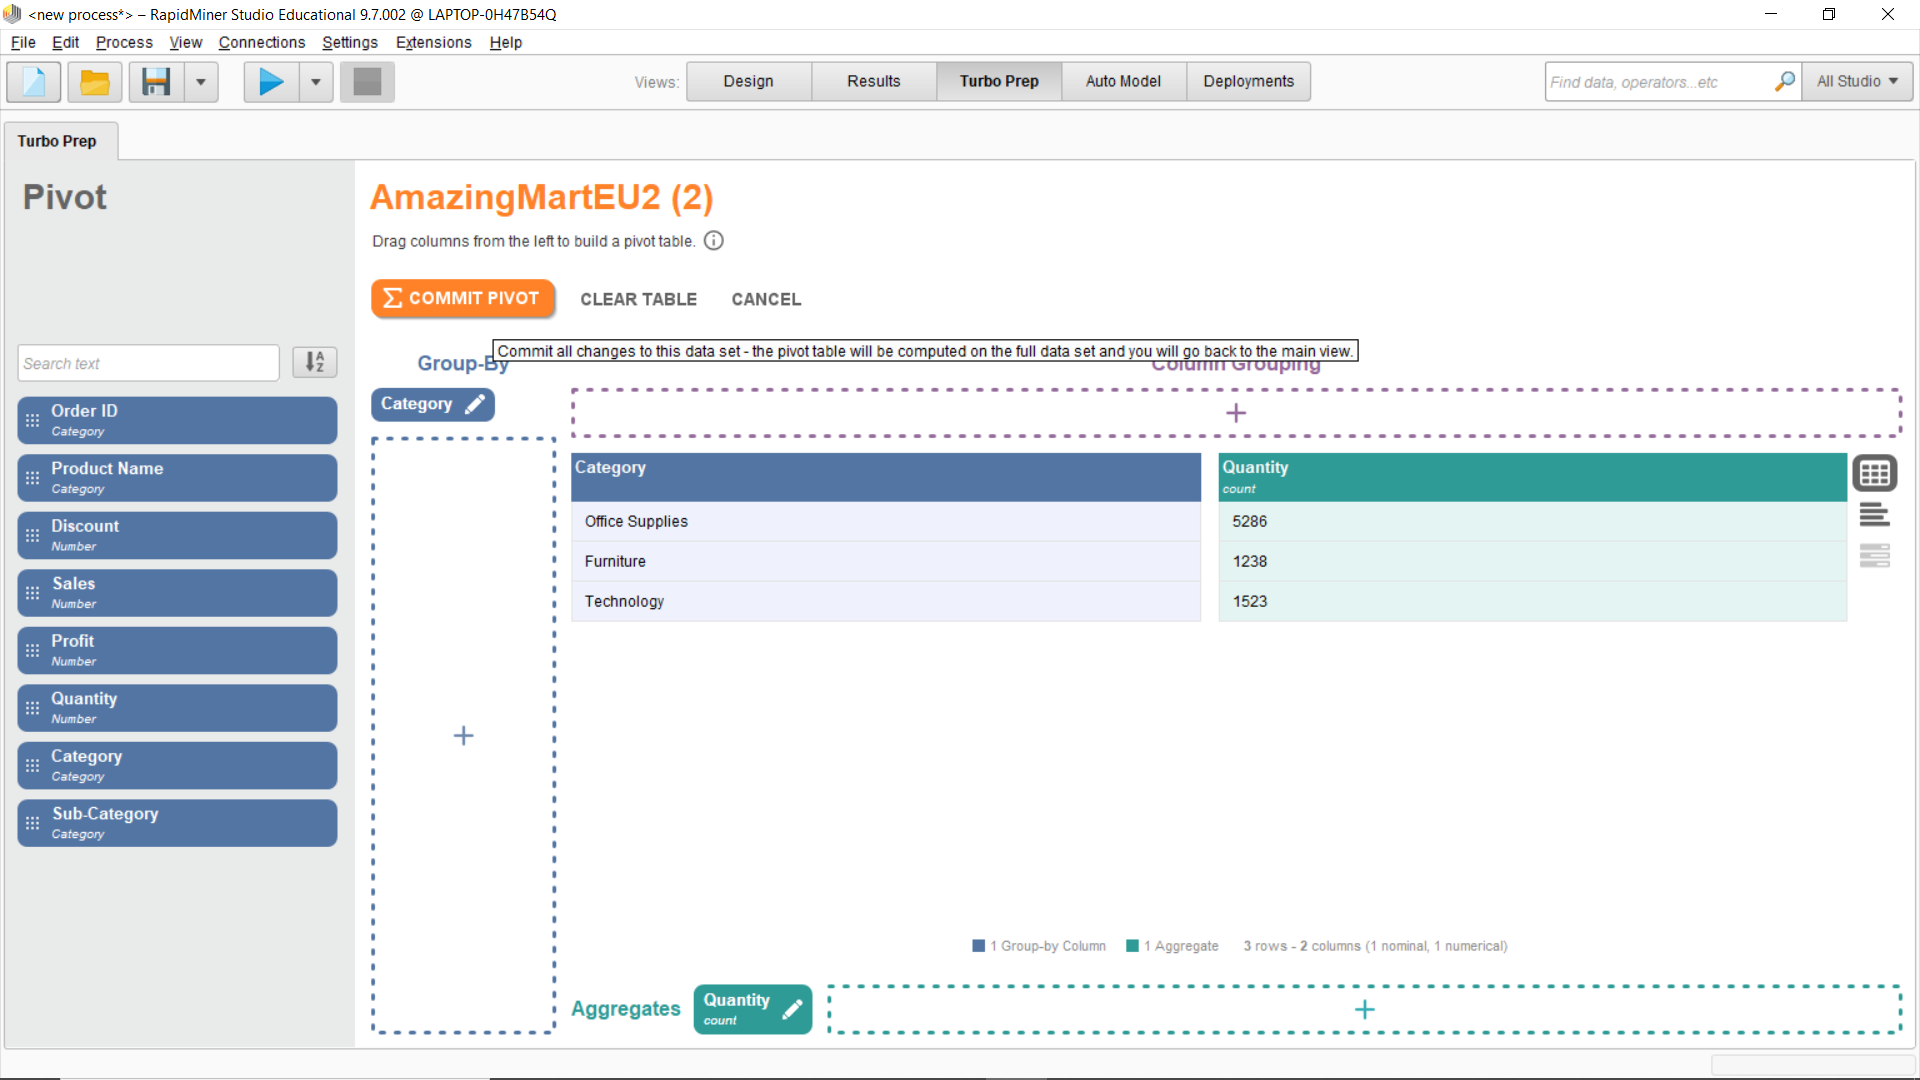 <new process*> – RapidMiner Studio Educational 9.7.002 @ LAPTOP-0H47B54Q
File Edit Process View Connections Settings Extensions Help
Views: Design Results Turbo Prep Auto Model Deployments Find data, operators...etc All Studio
Turbo Prep
Pivot
AmazingMartEU2 (2)
Drag columns from the left to build a pivot table.
COMMIT PIVOT CLEAR TABLE CANCEL
Commit all changes to this data set - the pivot table will be computed on the full data set and you will go back to the main view.
Search text
Group-By Column Grouping
Order ID
Category
Product Name
Category
Discount
Number
Sales
Number
Profit
Number
Quantity
Number
Category
Category
Sub-Category
Category
Category
Category Quantity
count
Office Supplies 5286
Furniture 1238
Technology 1523
1 Group-by Column 1 Aggregate 3 rows - 2 columns (1 nominal, 1 numerical)
Aggregates Quantity
count